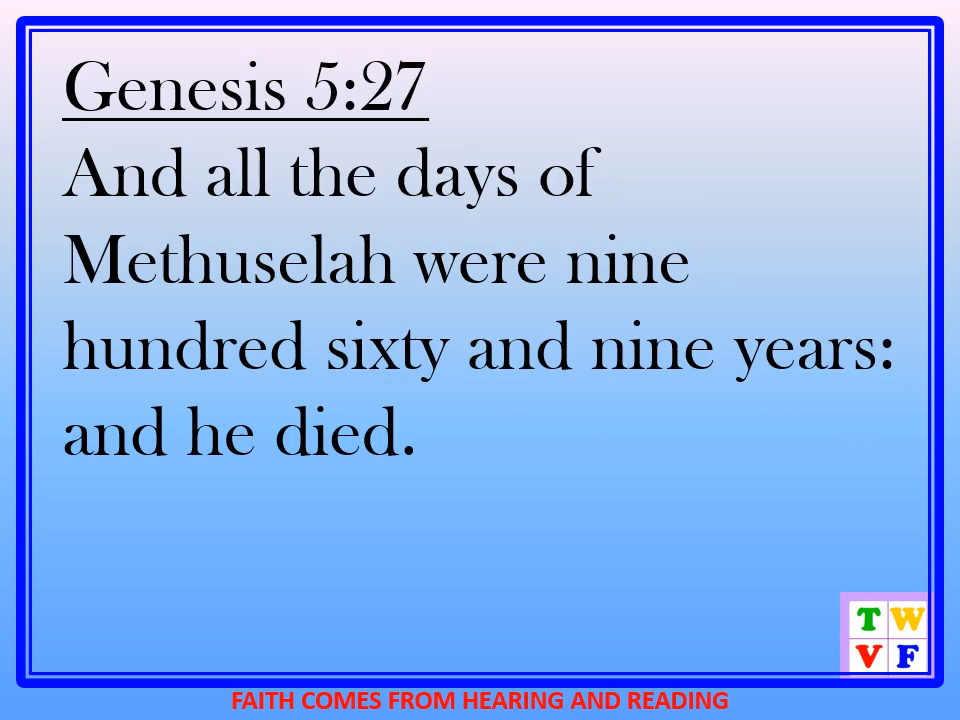 Genesis 5:27
And all the days of
Methuselah were nine
hundred sixty and nine years:
and he died.
T W
V F
FAITH COMES FROM HEARING AND READING